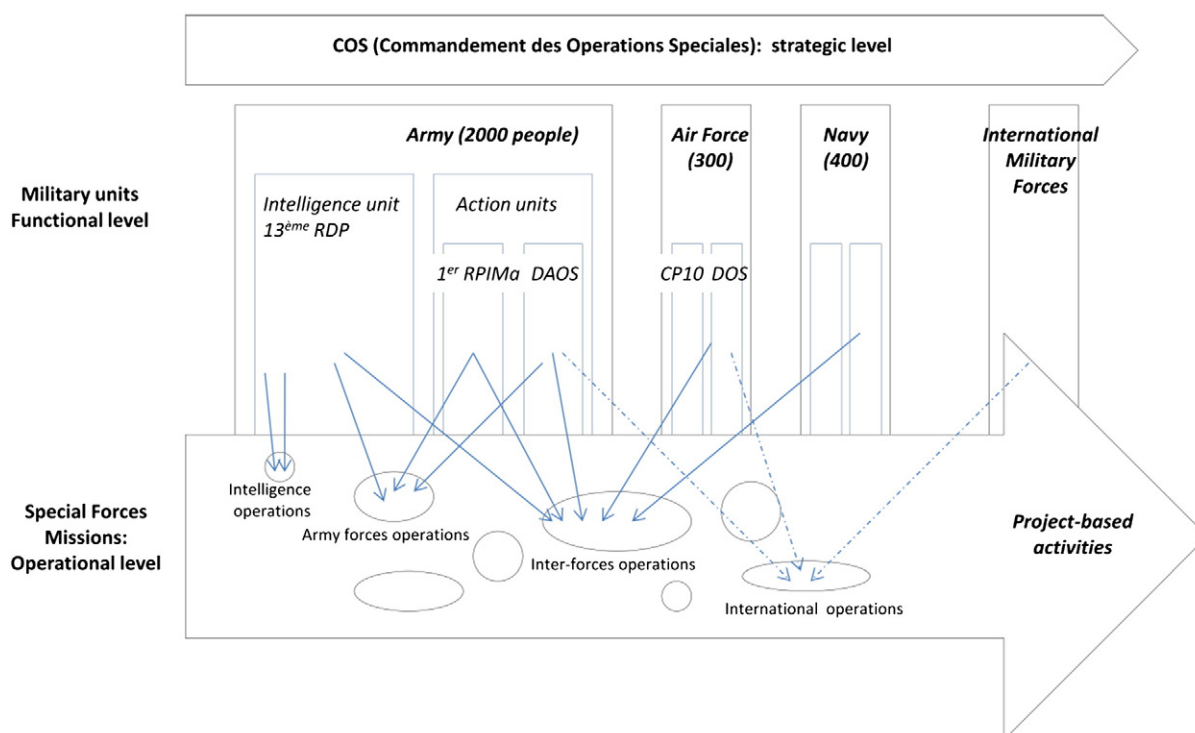 COS (Commandement des Operations Speciales): strategic level
Army (2000 people)
Air Force
(300)
Navy
(400)
International
Military
Forces
Military units
Functional level
Intelligence unit
13ème RDP
Action units
1er RPIMa
DAOS
CP10
DOS
Special Forces
Missions:
Operational level
Intelligence
operations
Army forces operations
Inter-forces operations
International operations
Project-based
activities